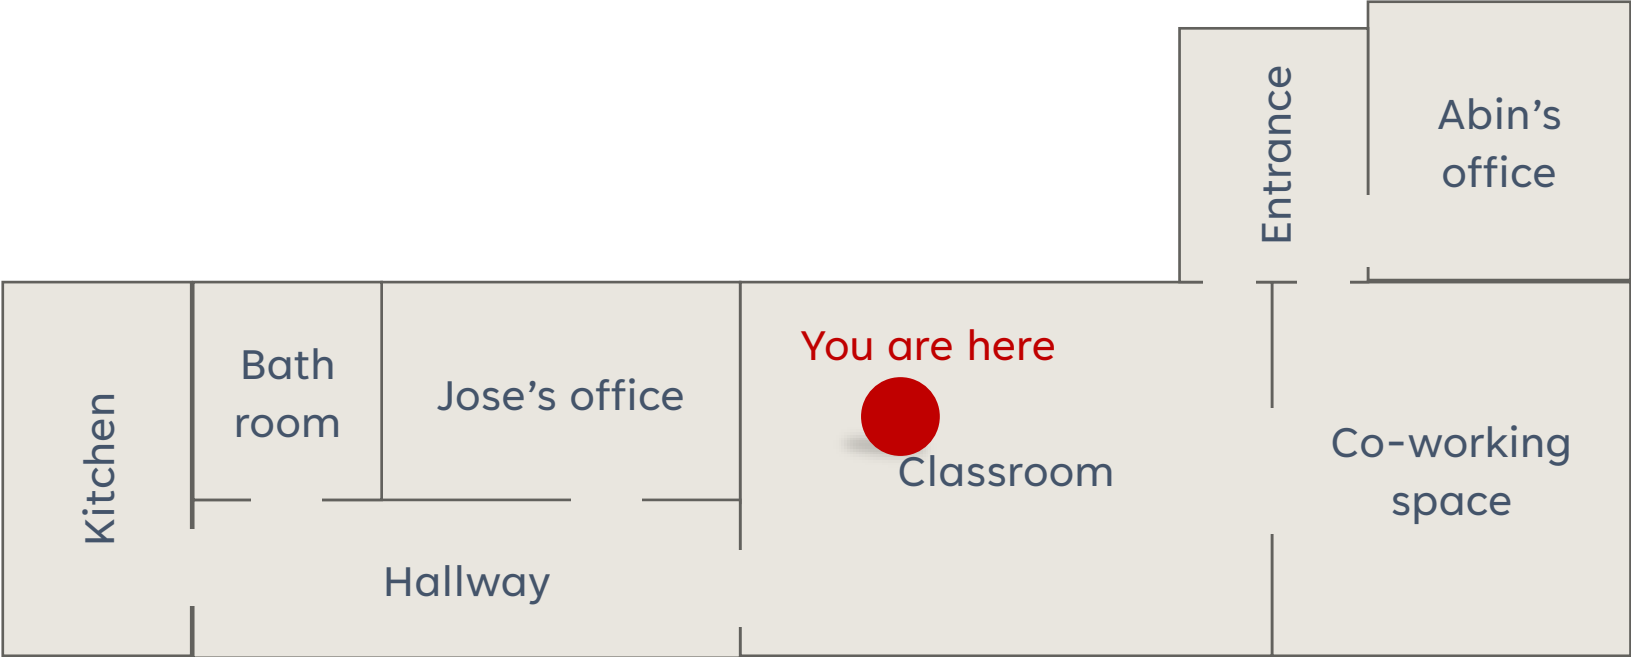 Entrance
Abin’s
office
You are here
Bath
room
Jose’s office
Kitchen
Classroom
Co-working
space
Hallway